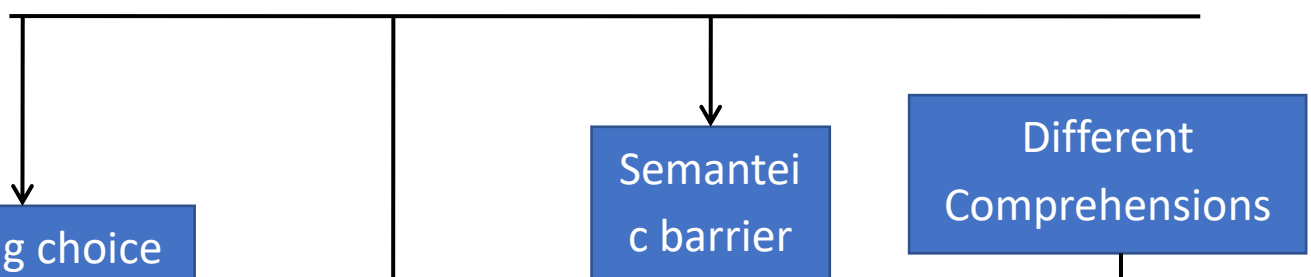 Different
Semantei
Comprehensions
c barrier
g choice